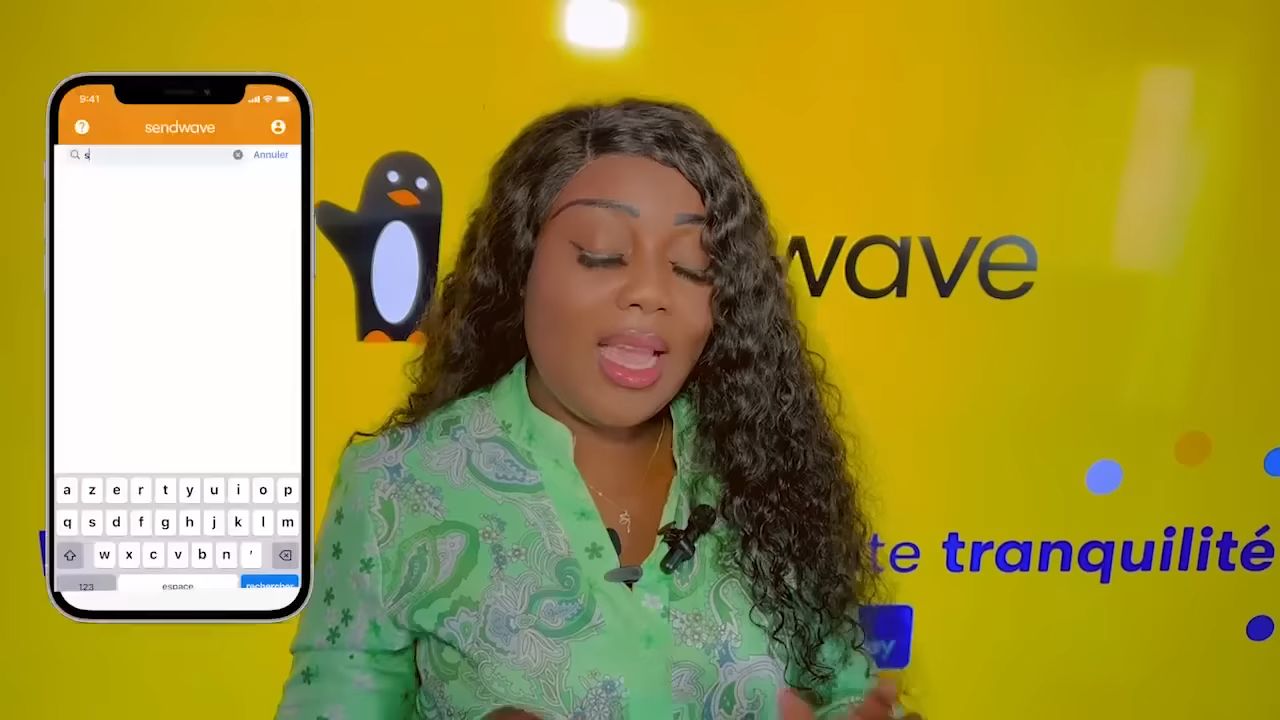 9:41
sendwave
s
Annuler
a z e r t y u i o p
q s d f g h j k l m
w x c v b n '
123 espace rechercher
wave
te tranquilité